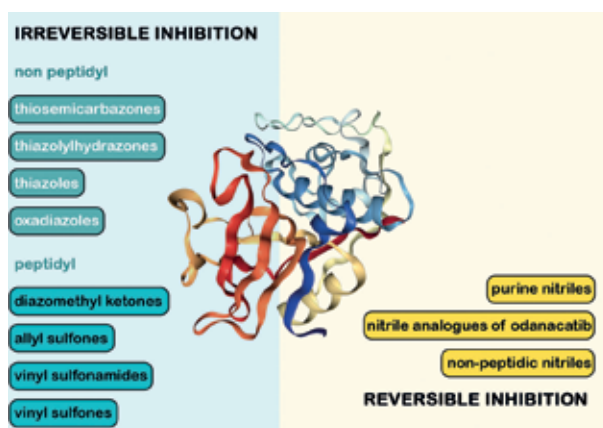 IRREVERSIBLE INHIBITION
non peptidyl
thiosemicarbazones
thiazolylhydrazones
thiazoles
oxadiazoles
peptidyl
diazomethyl ketones
allyl sulfones
vinyl sulfonamides
vinyl sulfones
purine nitriles
nitrile analogues of odanacatib
non-peptidic nitriles
REVERSIBLE INHIBITION